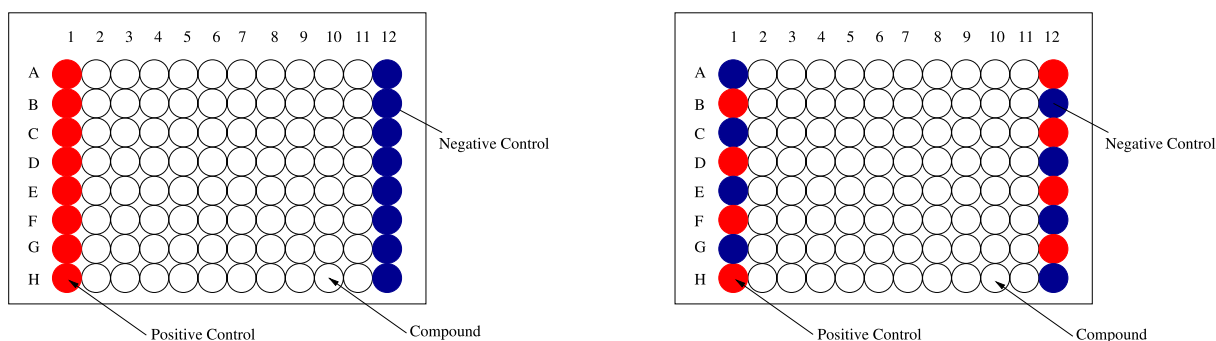 1 2 3 4 5 6 7 8 9 10 11 12
A
B
C
D
E
F
G
H
Negative Control
Positive Control
Compound
1 2 3 4 5 6 7 8 9 10 11 12
A
B
C
D
E
F
G
H
Negative Control
Positive Control
Compound